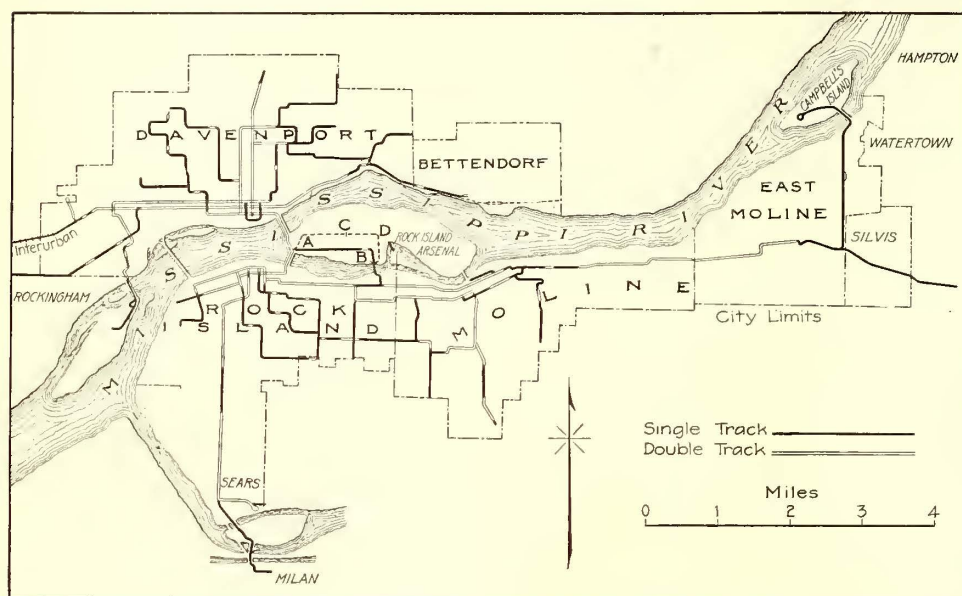 HAMPTON
CAMPBELL'S
ISLAND
WATERTOWN
DAVENPORT
BETTENDORF
EAST
MOLINE
SILVIS
MISSISSIPPI RIVER
Interurban
A
C
D
B
ROCK ISLAND
ARSENAL
ROCKINGHAM
ROCK
ISLAND
MOLINE
City Limits
SEARS
MILAN
Single Track
Double Track
Miles
0 1 2 3 4